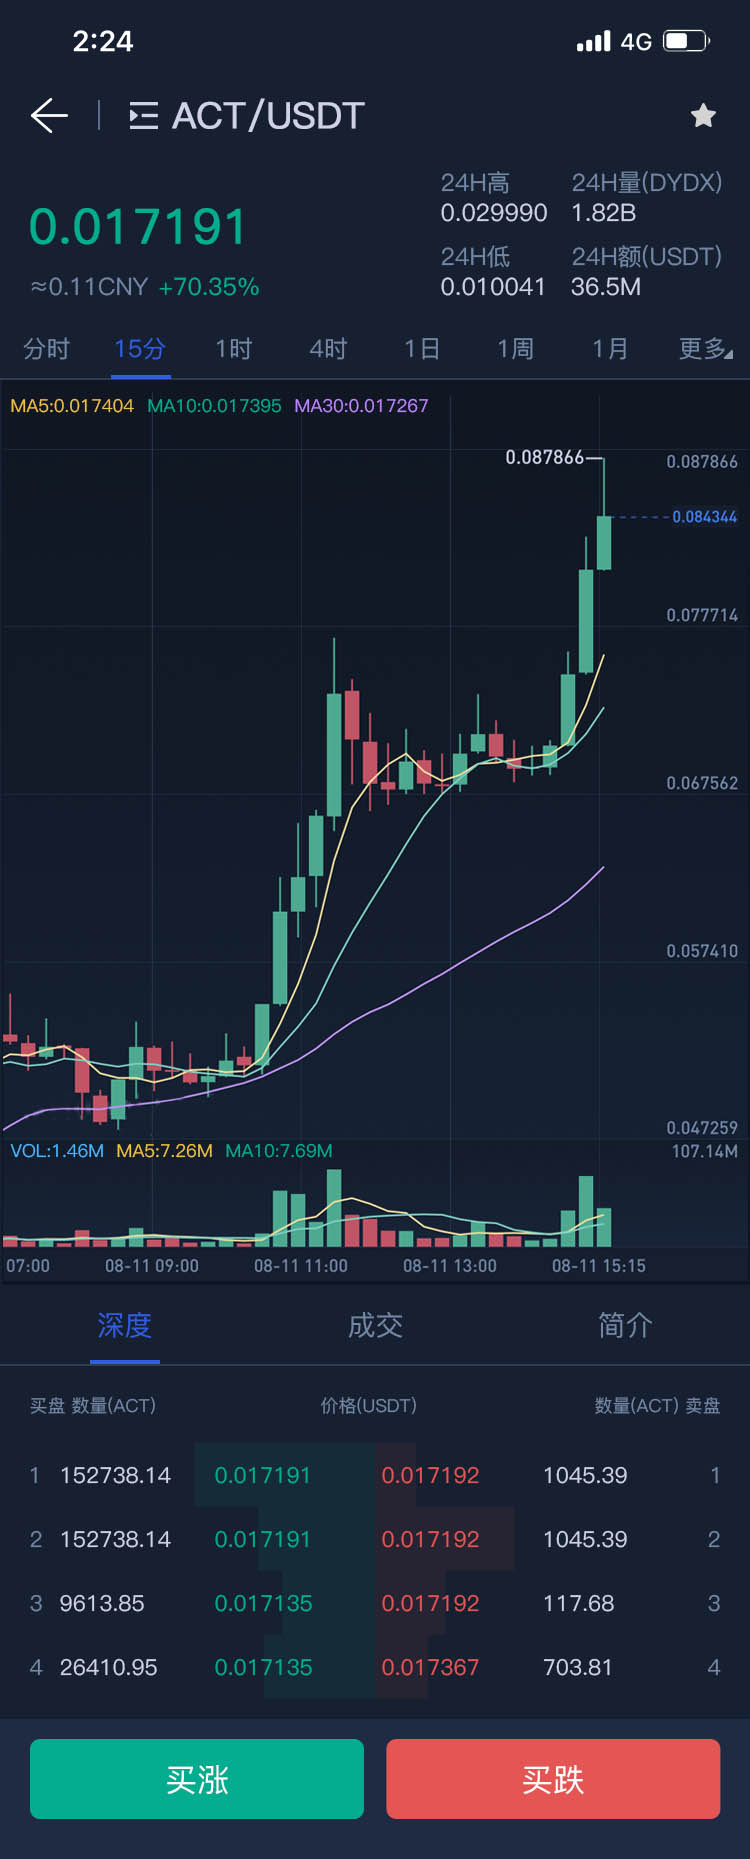 2:24 4G
ACT/USDT
24H高 24H量(DYDX)
0.017191 0.029990 1.82B
24H低 24H额(USDT)
≈0.11CNY +70.35% 0.010041 36.5M
分时 15分 1时 4时 1日 1周 1月 更多
MA5:0.017404 MA10:0.017395 MA30:0.017267
0.087866 0.087866
0.084344
0.077714
0.067562
0.057410
0.047259
VOL:1.46M MA5:7.26M MA10:7.69M 107.14M
07:00 08-11 09:00 08-11 11:00 08-11 13:00 08-11 15:15
深度 成交 简介
买盘 数量(ACT) 价格(USDT) 数量(ACT) 卖盘
1 152738.14 0.017191 0.017192 1045.39 1
2 152738.14 0.017191 0.017192 1045.39 2
3 9613.85 0.017135 0.017192 117.68 3
4 26410.95 0.017135 0.017367 703.81 4
买涨 买跌